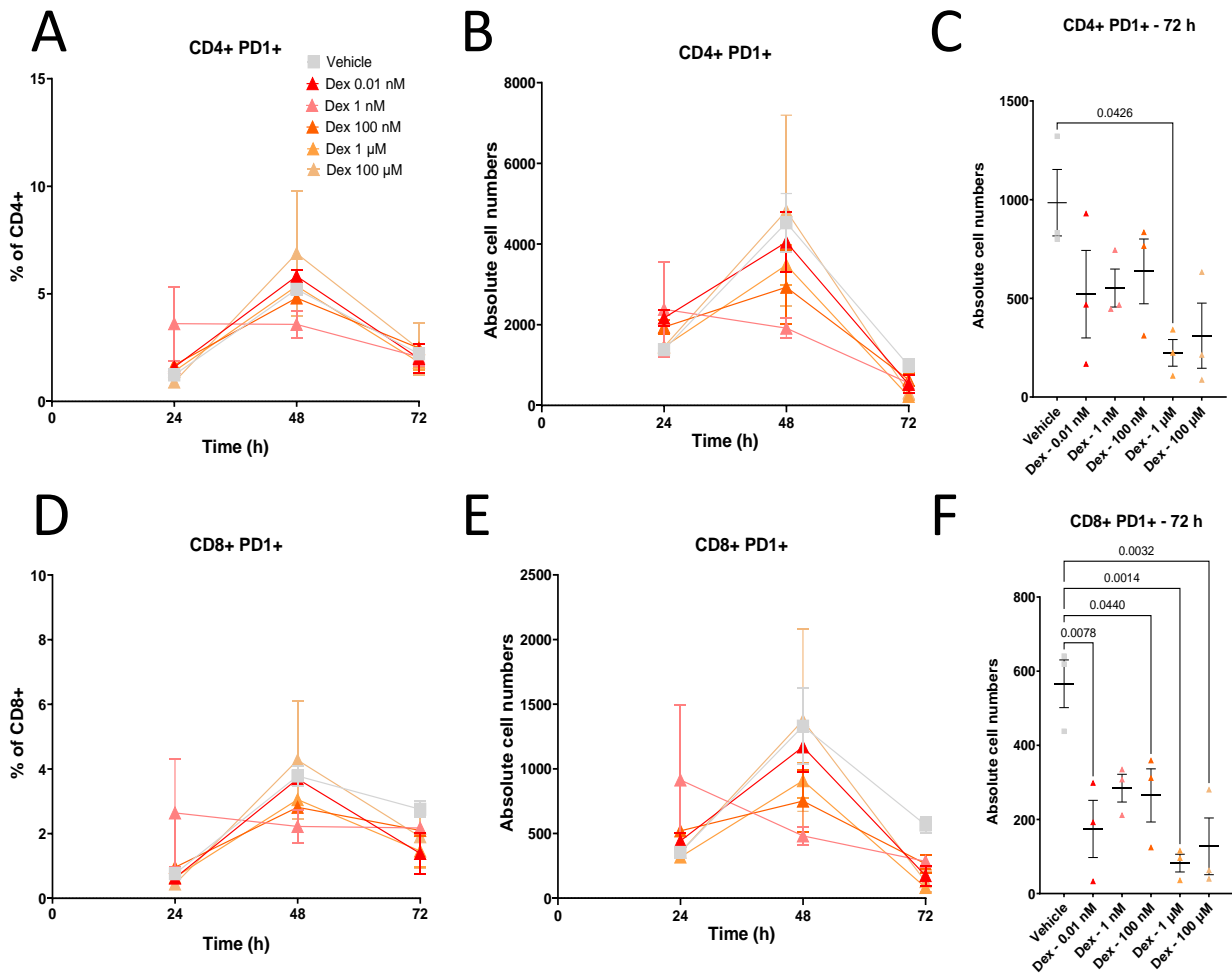 A
CD4+ PD1+
Vehicle
Dex 0.01 nM
Dex 1 nM
Dex 100 nM
Dex 1 µM
Dex 100 µM
15
10
5
0
% of CD4+
0
24
48
72
Time (h)
B
CD4+ PD1+
8000
6000
4000
2000
0
Absolute cell numbers
0
24
48
72
Time (h)
C
CD4+ PD1+ - 72 h
0.0426
1500
1000
500
0
Absolute cell numbers
Vehicle
Dex - 0.01 nM
Dex - 1 nM
Dex - 100 nM
Dex - 1 µM
Dex - 100 µM
D
CD8+ PD1+
10
8
6
4
2
0
% of CD8+
0
24
48
72
Time (h)
E
CD8+ PD1+
2500
2000
1500
1000
500
0
Absolute cell numbers
0
24
48
72
Time (h)
F
CD8+ PD1+ - 72 h
0.0032
0.0014
0.0440
0.0078
800
600
400
200
0
Absolute cell numbers
Vehicle
Dex - 0.01 nM
Dex - 1 nM
Dex - 100 nM
Dex - 1 µM
Dex - 100 µM